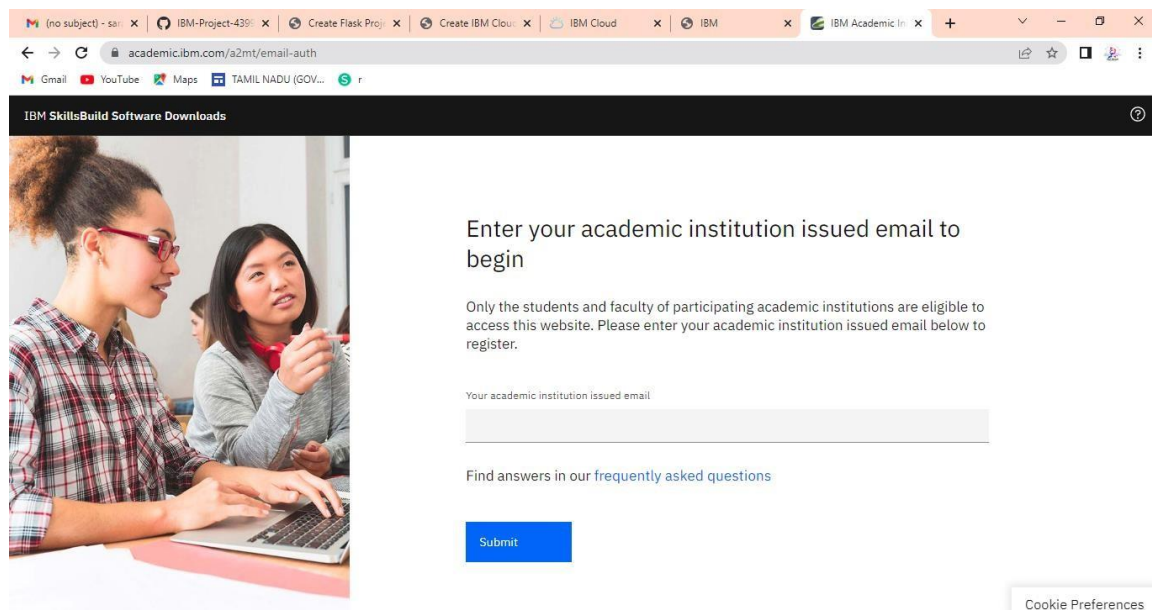 (no subject) - san
IBM-Project-439
Create Flask Proj
Create IBM Clou
IBM Cloud
IBM
IBM Academic In
academic.ibm.com/a2mt/email-auth
Gmail
YouTube
Maps
TAMIL NADU (GOV...
r
IBM SkillsBuild Software Downloads
Enter your academic institution issued email to
begin
Only the students and faculty of participating academic institutions are eligible to
access this website. Please enter your academic institution issued email below to
register.
Your academic institution issued email
Find answers in our frequently asked questions
Submit
Cookie Preferences